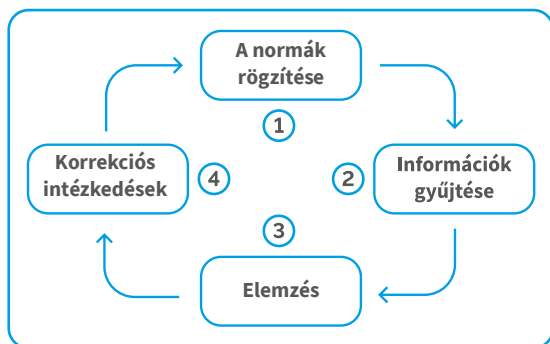 A normák
rögzítése
1
Információk
gyűjtése
2
3
Elemzés
Korrekciós
intézkedések
4